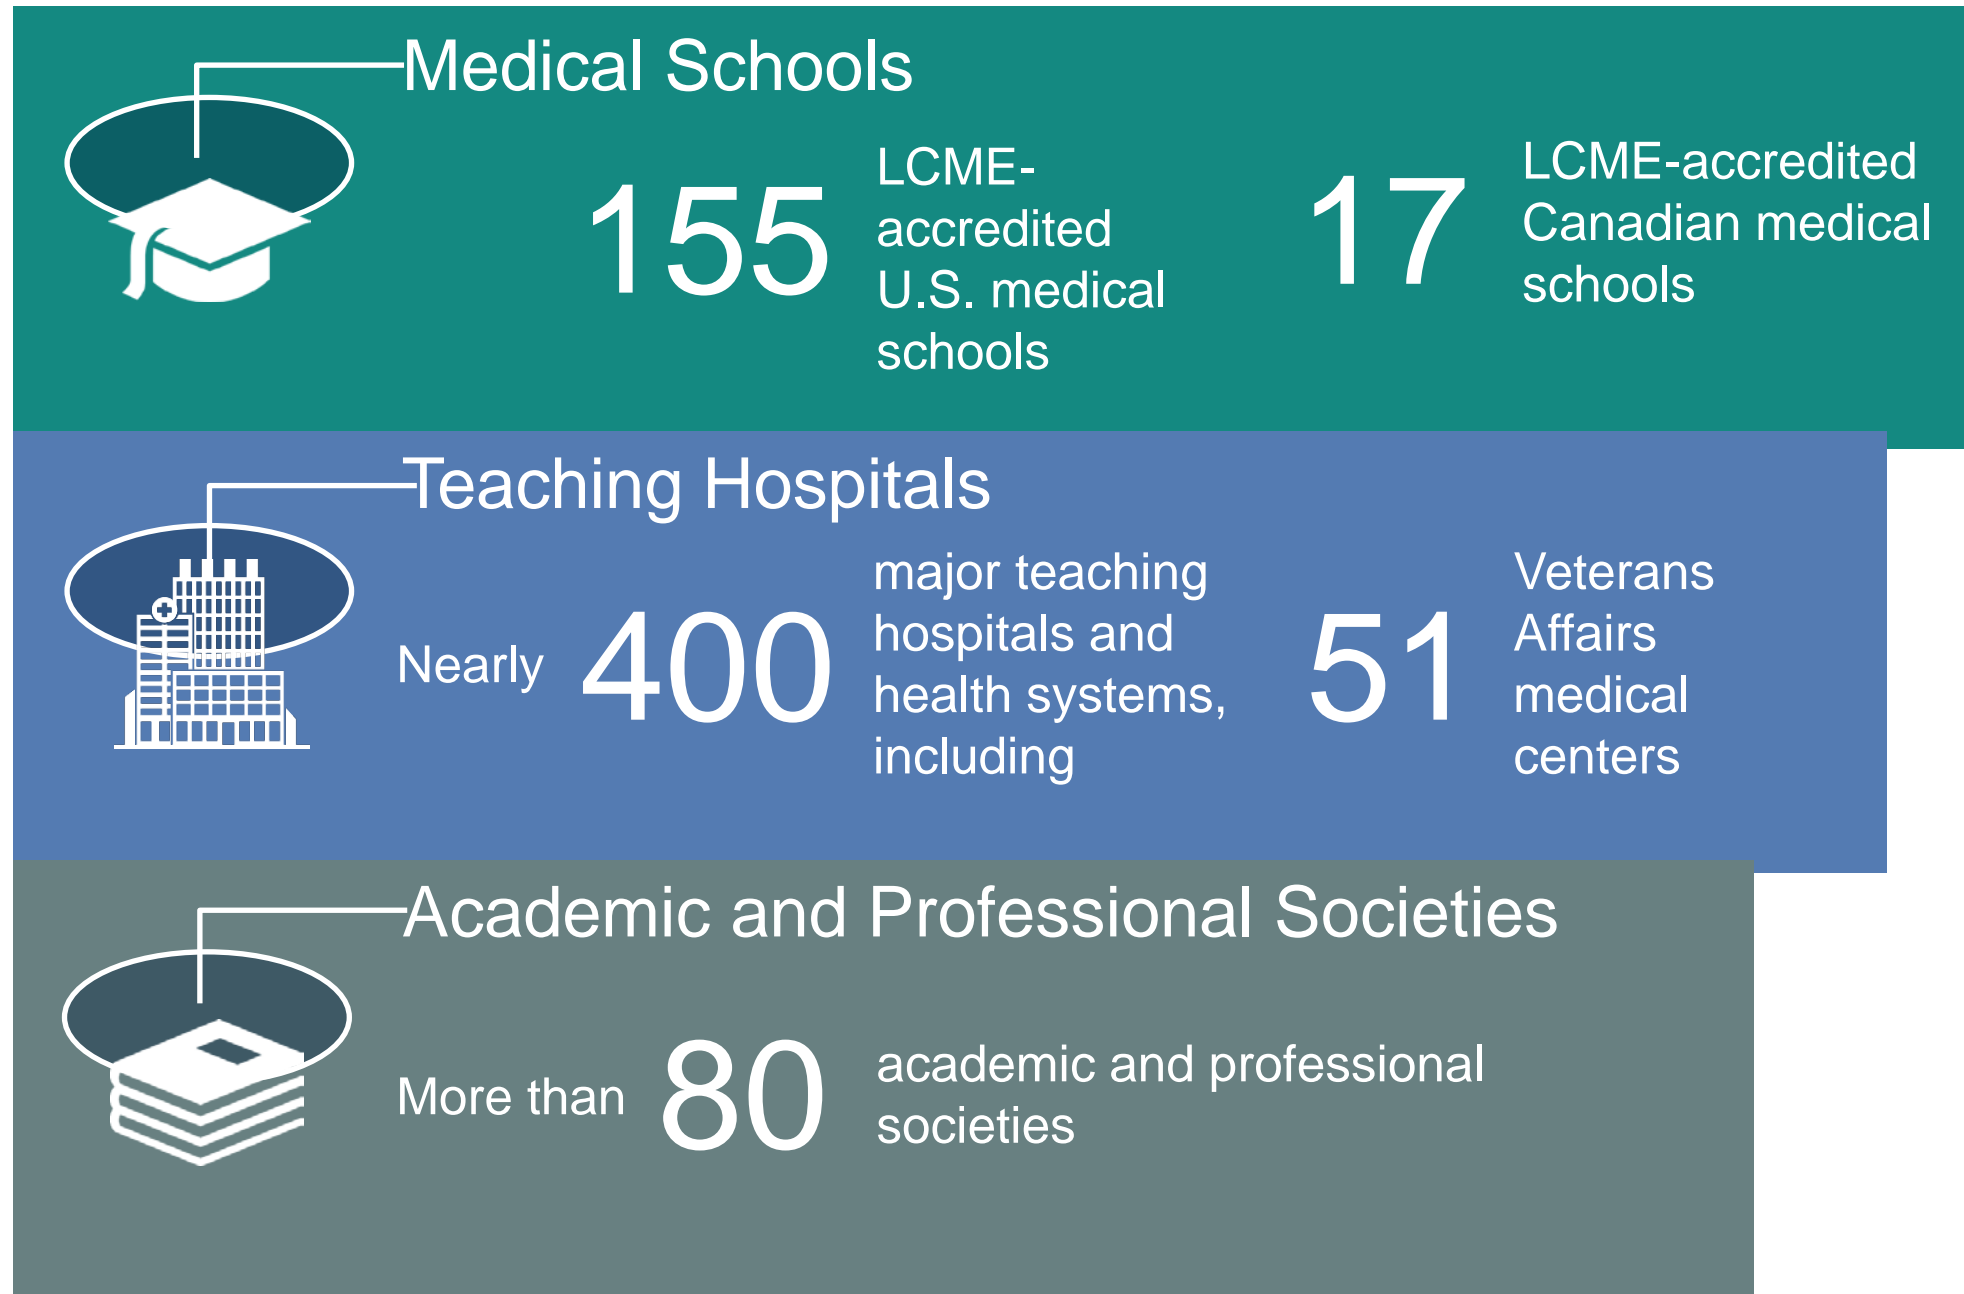 Medical Schools
155
LCME-
accredited
U.S. medical
schools
17
LCME-accredited
Canadian medical
schools
Teaching Hospitals
Nearly
400
major teaching
hospitals and
health systems,
including
51
Veterans
Affairs
medical
centers
Academic and Professional Societies
More than
80
academic and professional
societies